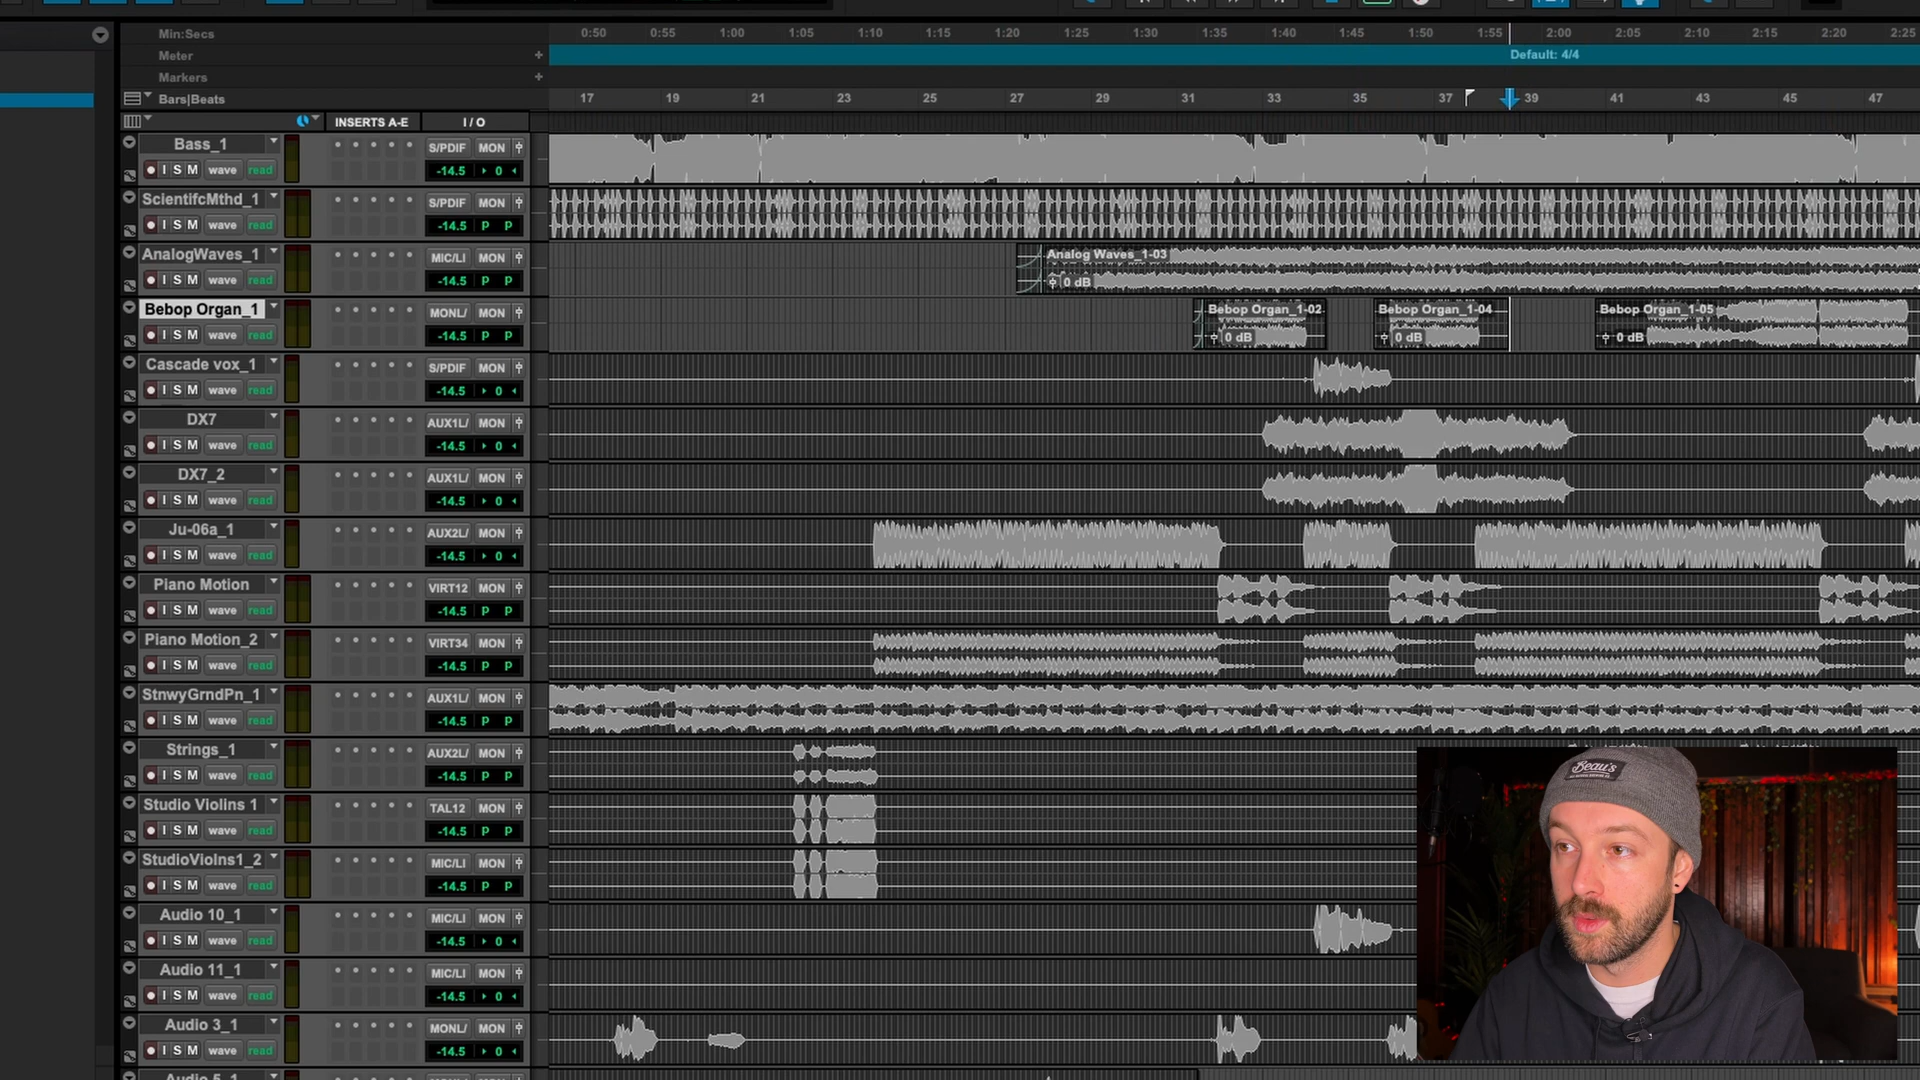 Min:Secs 0:50 0:55 1:00 1:05 1:10 1:15 1:20 1:25 1:30 1:35 1:40 1:45 1:50 1:55 2:00 2:05 2:10 2:15 2:20 2:25
Meter + Default: 4/4
Markers +
Bars|Beats 17 19 21 23 25 27 29 31 33 35 37 39 41 43 45 47
INSERTS A-E I / O
Bass_1 S/PDIF MON
I S M wave read -14.5 0
ScientifcMthd_1 S/PDIF MON
I S M wave read -14.5 P P
AnalogWaves_1 MIC/LI MON Analog Waves_1-03
I S M wave read -14.5 P P 0 dB
Bebop Organ_1 MONL/ MON Bebop Organ_1-02 Bebop Organ_1-04 Bebop Organ_1-05
I S M wave read -14.5 P P 0 dB 0 dB 0 dB
Cascade vox_1 S/PDIF MON
I S M wave read -14.5 0
DX7 AUX1L/ MON
I S M wave read -14.5 0
DX7_2 AUX1L/ MON
I S M wave read -14.5 0
Ju-06a_1 AUX2L/ MON
I S M wave read -14.5 0
Piano Motion VIRT12 MON
I S M wave read -14.5 P P
Piano Motion_2 VIRT34 MON
I S M wave read -14.5 P P
StnwyGrndPn_1 AUX1L/ MON
I S M wave read -14.5 P P
Strings_1 AUX2L/ MON
I S M wave read -14.5 P P
Studio Violins 1 TAL12 MON
I S M wave read -14.5 P P
StudioViolns1_2 MIC/LI MON
I S M wave read -14.5 P P
Audio 10_1 MIC/LI MON
I S M wave read -14.5 0
Audio 11_1 MIC/LI MON
I S M wave read -14.5 0
Audio 3_1 MONL/ MON
I S M wave read -14.5 0
Beau's